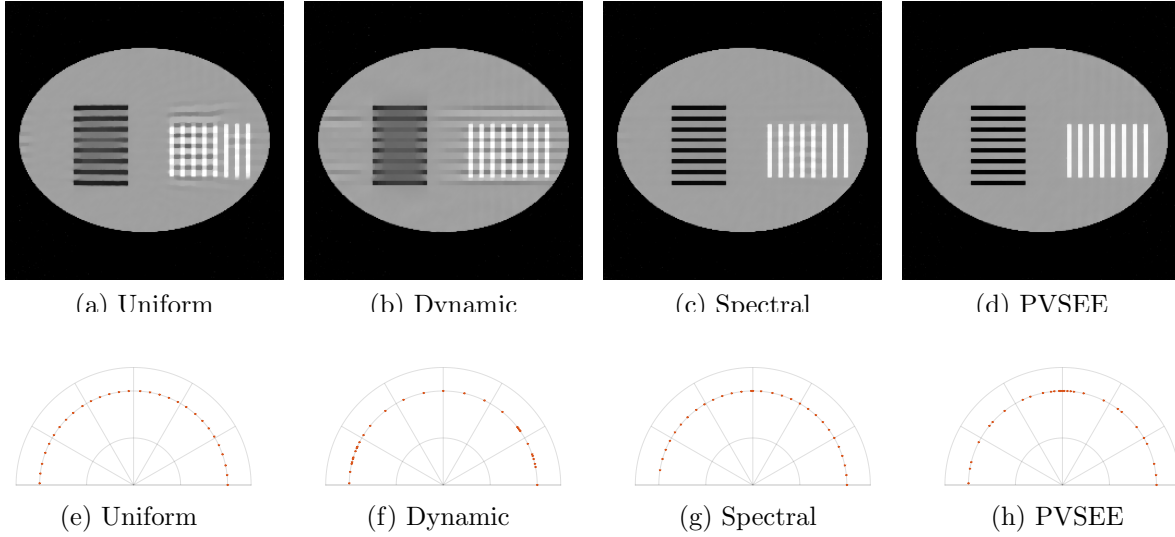 (a) Uniform
(b) Dynamic
(c) Spectral
(d) PVSEE
(e) Uniform
(f) Dynamic
(g) Spectral
(h) PVSEE